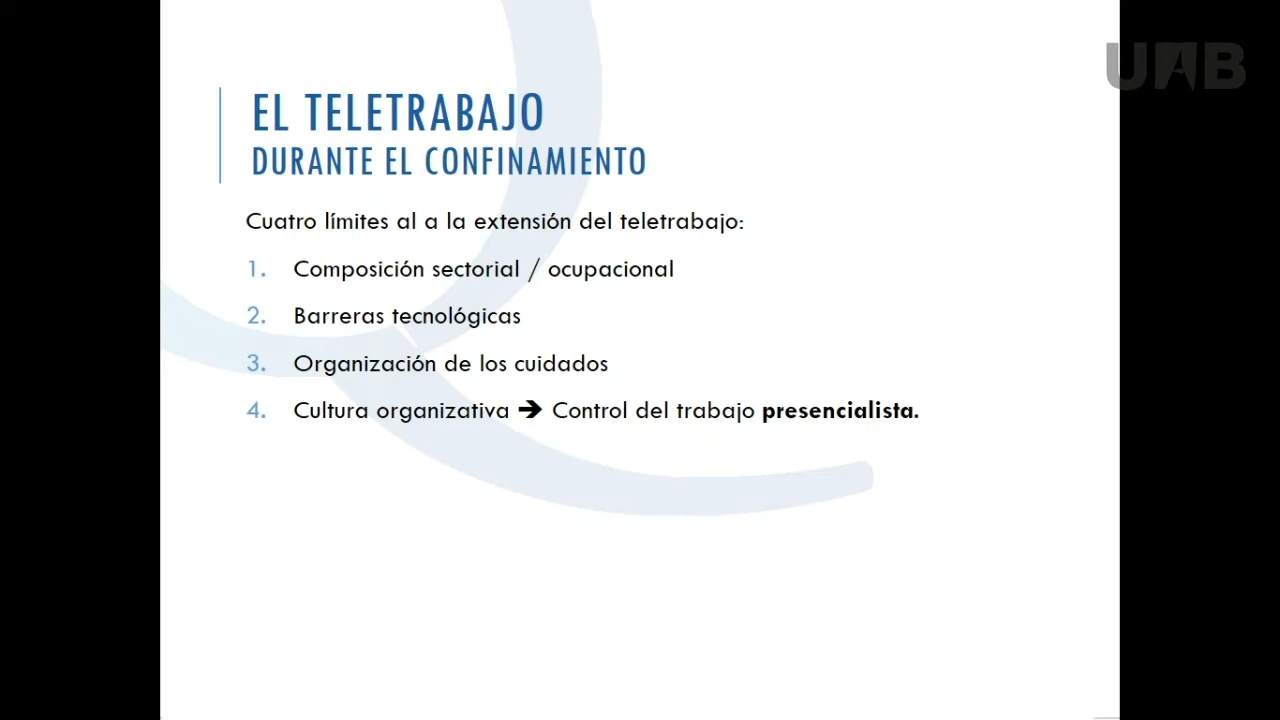 UAB
EL TELETRABAJO
DURANTE EL CONFINAMIENTO
Cuatro límites al a la extensión del teletrabajo:
1. Composición sectorial / ocupacional
2. Barreras tecnológicas
3. Organización de los cuidados
4. Cultura organizativa ➔ Control del trabajo presencialista.